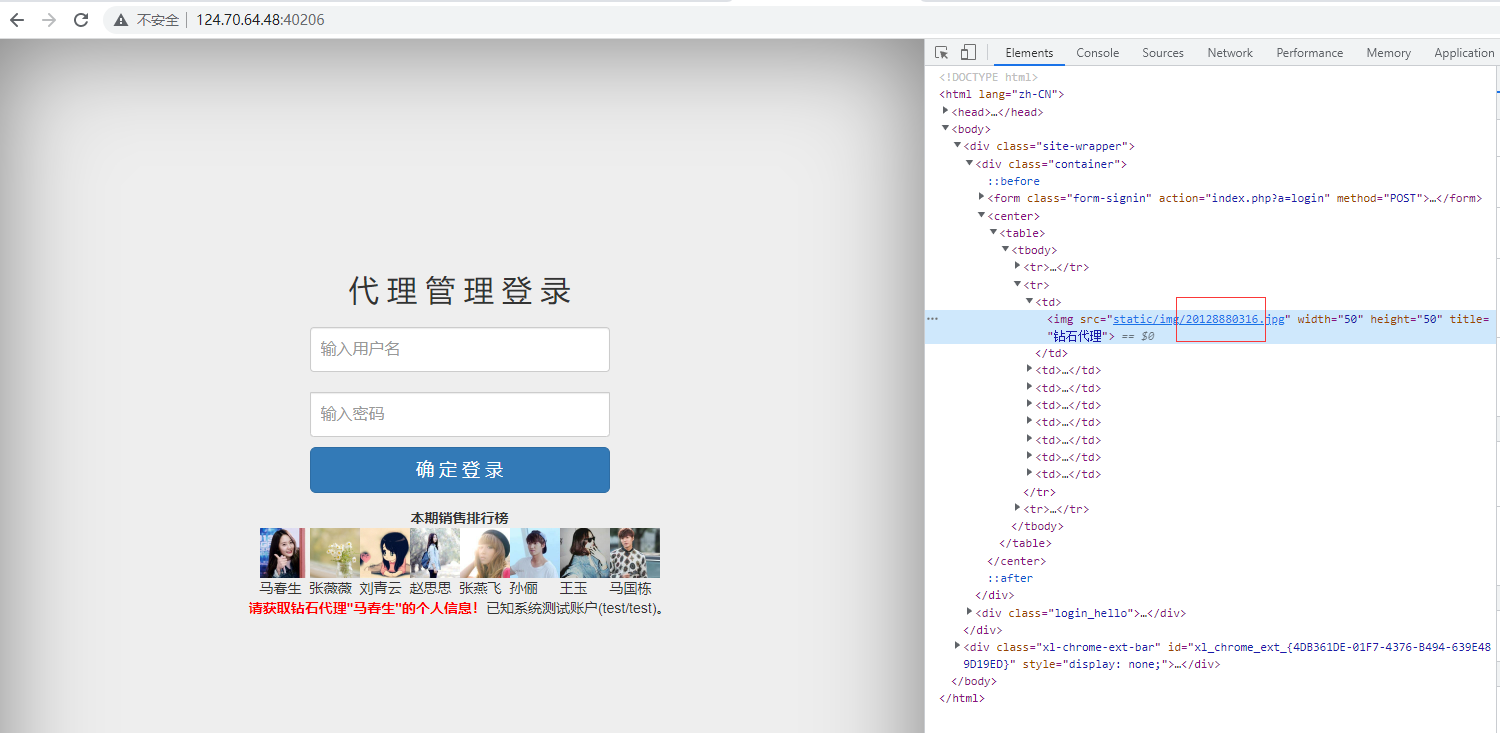 不安全 124.70.64.48:40206
代理管理登录
输入用户名
输入密码
确定登录
本期销售排行榜
马春生 张薇薇 刘青云 赵思思 张燕飞 孙俪 王玉 马国栋
请获取钻石代理"马春生"的个人信息！已知系统测试账户(test/test)。
Elements Console Sources Network Performance Memory Application
<!DOCTYPE html>
<html lang="zh-CN">
<head>…</head>
<body>
<div class="site-wrapper">
<div class="container">
::before
<form class="form-signin" action="index.php?a=login" method="POST">…</form>
<center>
<table>
<tbody>
<tr>…</tr>
<tr>
<td>
<img src="static/img/20128880316.jpg" width="50" height="50" title=
"钻石代理"> == $0
</td>
<td>…</td>
<td>…</td>
<td>…</td>
<td>…</td>
<td>…</td>
<td>…</td>
<td>…</td>
</tr>
<tr>…</tr>
</tbody>
</table>
</center>
::after
</div>
<div class="login_hello">…</div>
</div>
<div class="xl-chrome-ext-bar" id="xl_chrome_ext_{4DB361DE-01F7-4376-B494-639E48
9D19ED}" style="display: none;">…</div>
</body>
</html>